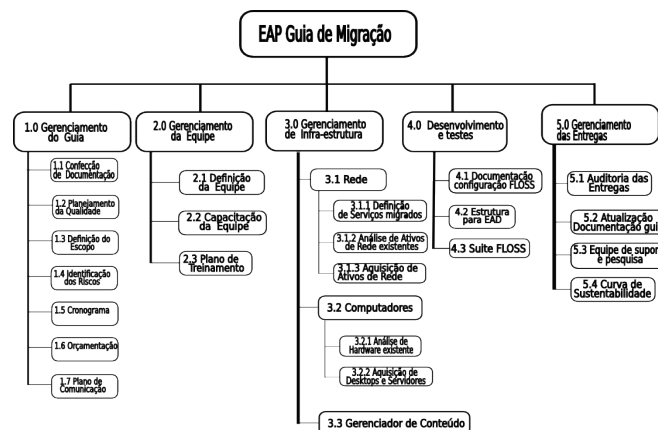 EAP Guia de Migração
1.0 Gerenciamento
do Guia
1.1 Confecção
de Documentação
1.2 Planejamento
da Qualidade
1.3 Definição do
Escopo
1.4 Identificação
dos Riscos
1.5 Cronograma
1.6 Orçamentação
1.7 Plano de
Comunicação
2.0 Gerenciamento
da Equipe
2.1 Definição
da Equipe
2.2 Capacitação
da Equipe
2.3 Plano de
Treinamento
3.0 Gerenciamento
de Infra-estrutura
3.1 Rede
3.1.1 Definição
de Serviços migrados
3.1.2 Análise de Ativos
de Rede existentes
3.1.3 Aquisição de
Ativos de Rede
3.2 Computadores
3.2.1 Análise de
Hardware existente
3.2.2 Aquisição de
Desktops e Servidores
3.3 Gerenciador de Conteúdo
4.0 Desenvolvimento
e testes
4.1 Documentação
configuração FLOSS
4.2 Estrutura
para EAD
4.3 Suite FLOSS
5.0 Gerenciamento
das Entregas
5.1 Auditoria das
Entregas
5.2 Atualização
Documentação gui
5.3 Equipe de supor
e pesquisa
5.4 Curva de
Sustentabilidade